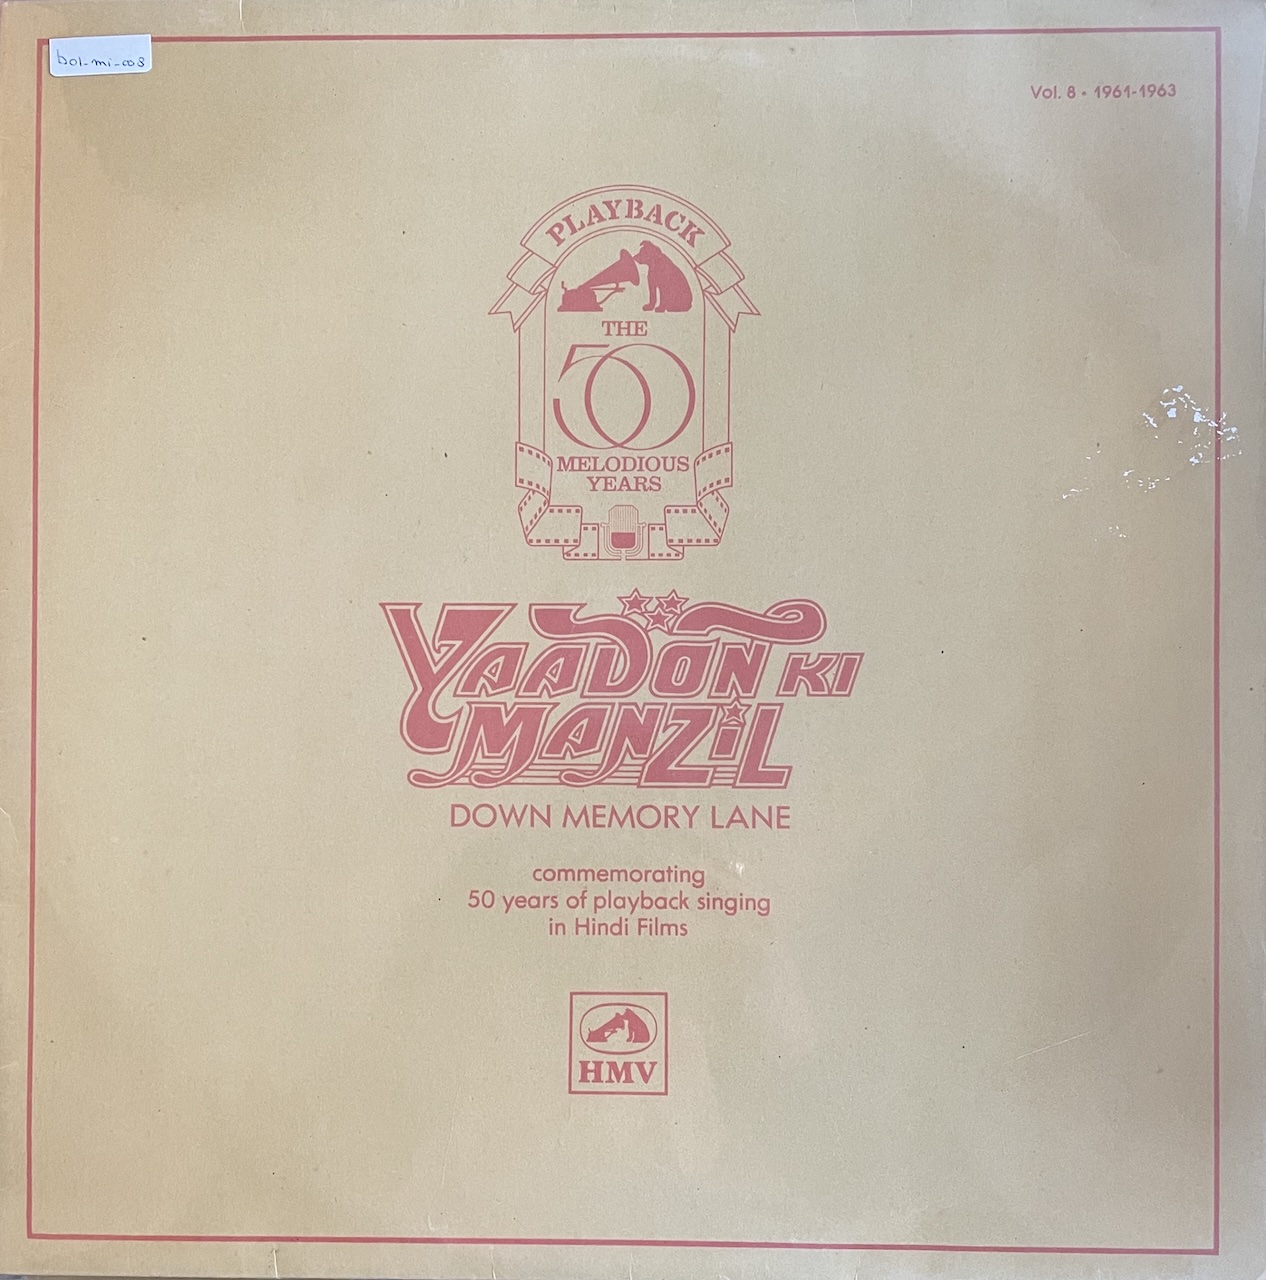 bol-mi-008
Vol. 8 • 1961-1963
PLAYBACK
THE
50
MELODIOUS
YEARS
YAADON KI
MANZIL
DOWN MEMORY LANE
commemorating
50 years of playback singing
in Hindi Films
HMV